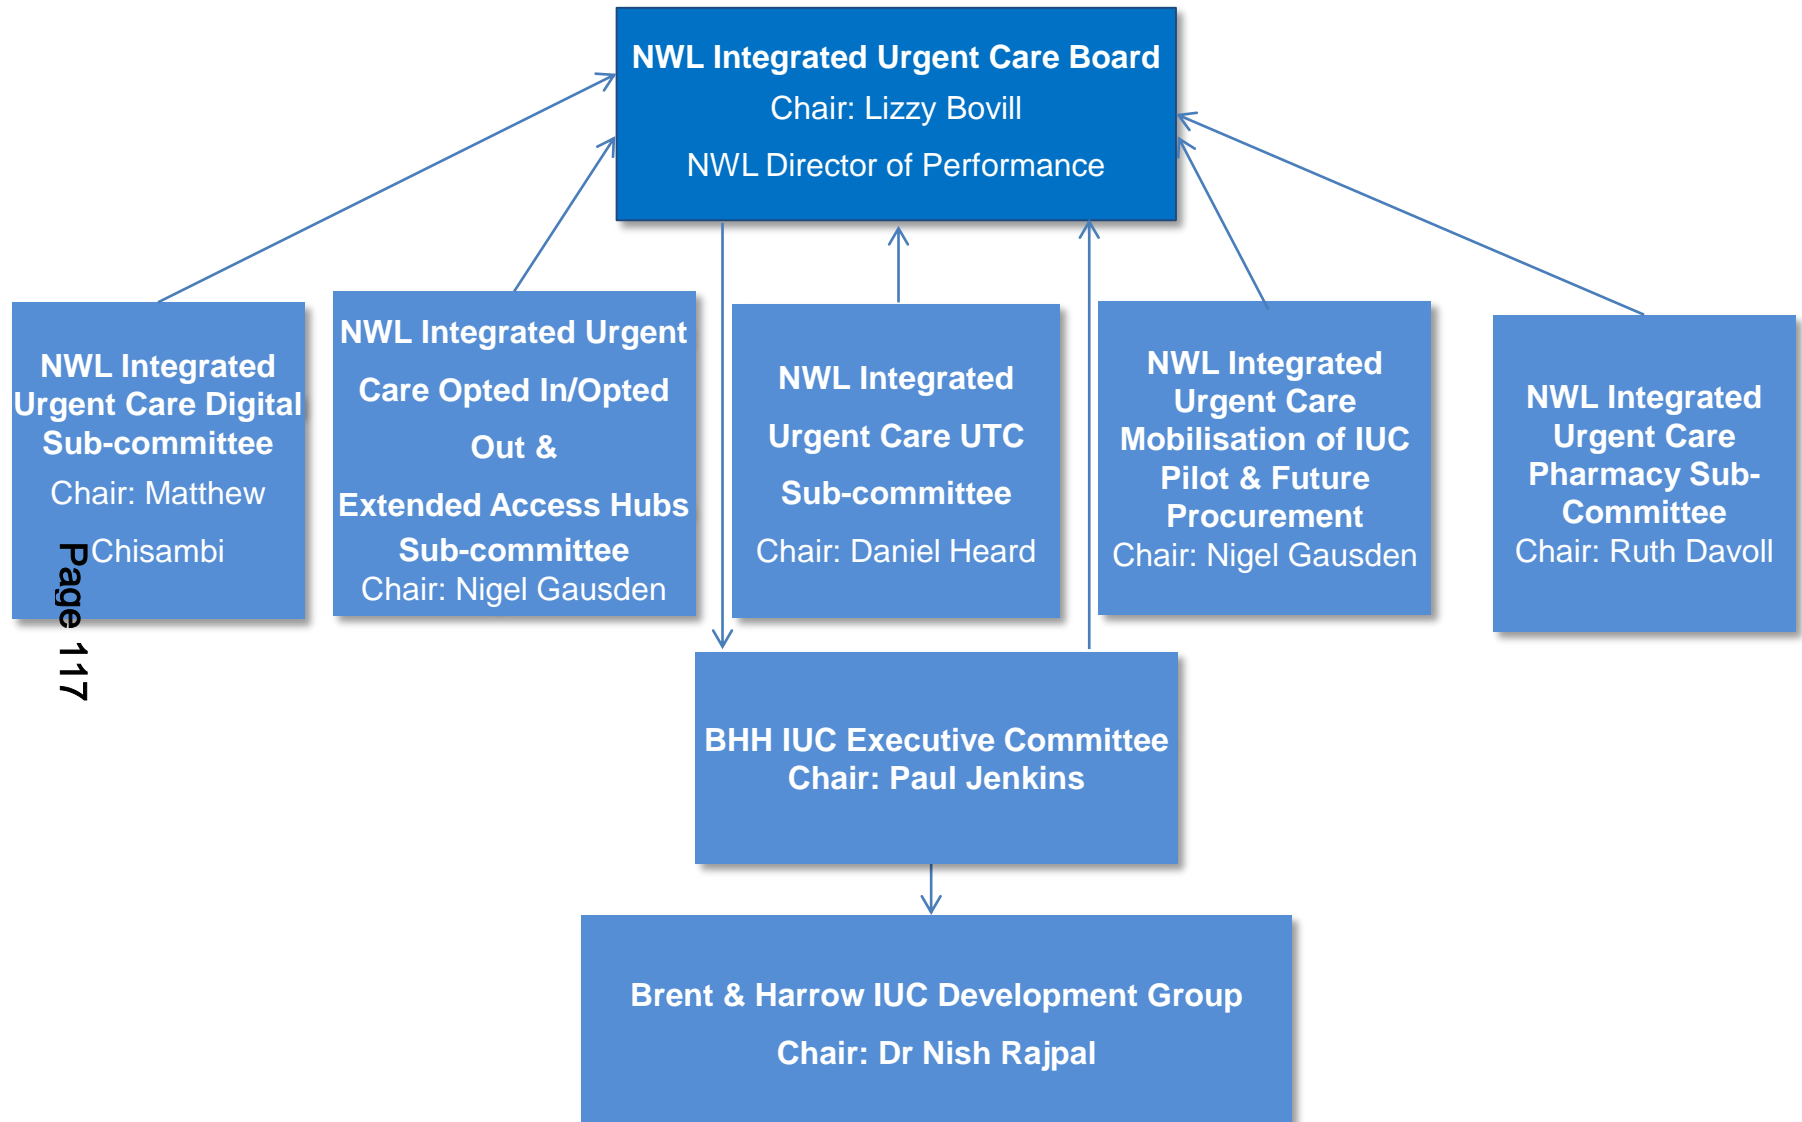 NWL Integrated Urgent Care Board
Chair: Lizzy Bovill
NWL Director of Performance
NWL Integrated
Urgent Care Digital
Sub-committee
Chair: Matthew
Chisambi
NWL Integrated Urgent
Care Opted In/Opted
Out &
Extended Access Hubs
Sub-committee
Chair: Nigel Gausden
NWL Integrated
Urgent Care UTC
Sub-committee
Chair: Daniel Heard
NWL Integrated
Urgent Care
Mobilisation of IUC
Pilot & Future
Procurement
Chair: Nigel Gausden
NWL Integrated
Urgent Care
Pharmacy Sub-
Committee
Chair: Ruth Davoll
Page 117
BHH IUC Executive Committee
Chair: Paul Jenkins
Brent & Harrow IUC Development Group
Chair: Dr Nish Rajpal